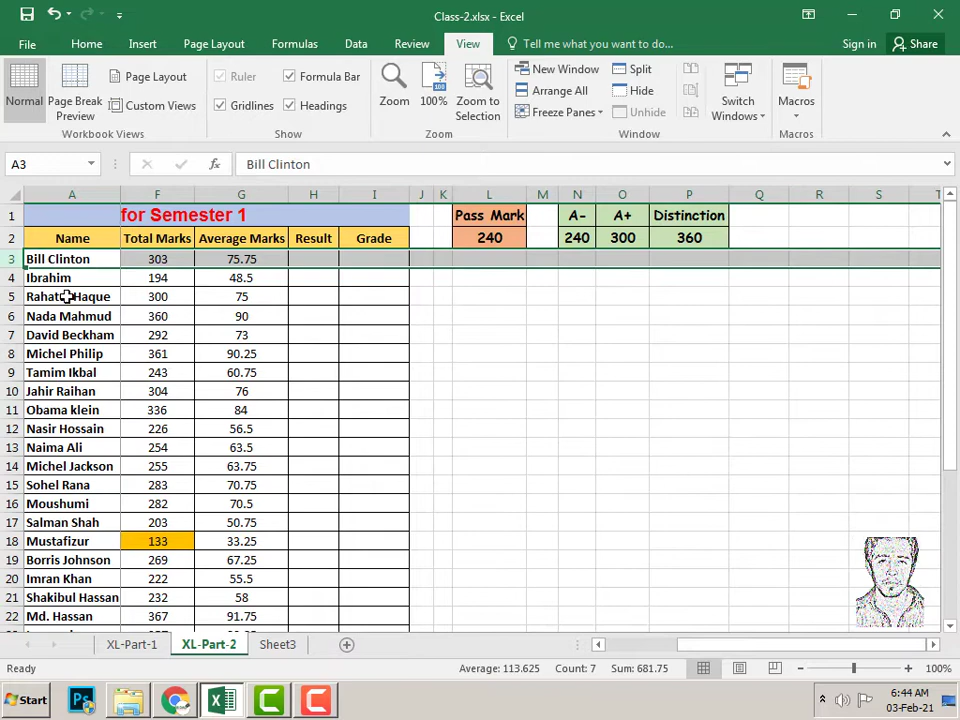 Class-2.xlsx - Excel
File Home Insert Page Layout Formulas Data Review View Tell me what you want to do... Sign in Share
Normal Page Break Preview Page Layout Custom Views
Workbook Views
Ruler Formula Bar
Gridlines Headings
Show
Zoom 100% Zoom to Selection
Zoom
New Window Split
Arrange All Hide
Freeze Panes Unhide
Window
Switch Windows
Macros
Macros
A3 fx Bill Clinton
A F G H I J K L M N O P Q R S T
1 for Semester 1 Pass Mark A- A+ Distinction
2 Name Total Marks Average Marks Result Grade 240 240 300 360
3 Bill Clinton 303 75.75
4 Ibrahim 194 48.5
5 Rahat Haque 300 75
6 Nada Mahmud 360 90
7 David Beckham 292 73
8 Michel Philip 361 90.25
9 Tamim Ikbal 243 60.75
10 Jahir Raihan 304 76
11 Obama klein 336 84
12 Nasir Hossain 226 56.5
13 Naima Ali 254 63.5
14 Michel Jackson 255 63.75
15 Sohel Rana 283 70.75
16 Moushumi 282 70.5
17 Salman Shah 203 50.75
18 Mustafizur 133 33.25
19 Borris Johnson 269 67.25
20 Imran Khan 222 55.5
21 Shakibul Hassan 232 58
22 Md. Hassan 367 91.75
XL-Part-1 XL-Part-2 Sheet3
Ready Average: 113.625 Count: 7 Sum: 681.75 100%
Start Ps 6:44 AM
03-Feb-21